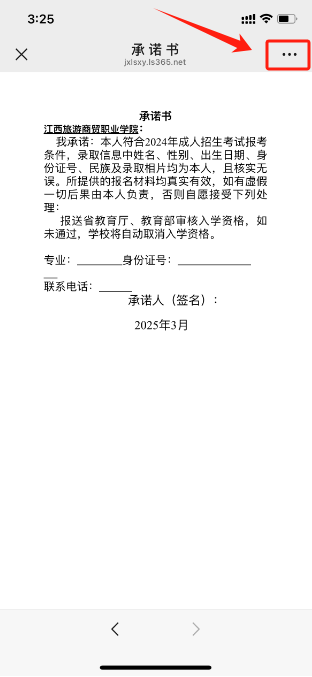 3:25
承诺书
jxlsxy.ls365.net
承诺书
江西旅游商贸职业学院：
我承诺：本人符合2024年成人招生考试报考
条件，录取信息中姓名、性别、出生日期、身
份证号、民族及录取相片均为本人，且核实无
误。所提供的报名材料均真实有效，如有虚假
一切后果由本人负责，否则自愿接受下列处
理：
报送省教育厅、教育部审核入学资格，如
未通过，学校将自动取消入学资格。
专业：________身份证号：_____________
__
联系电话：______
承诺人（签名）：
2025年3月